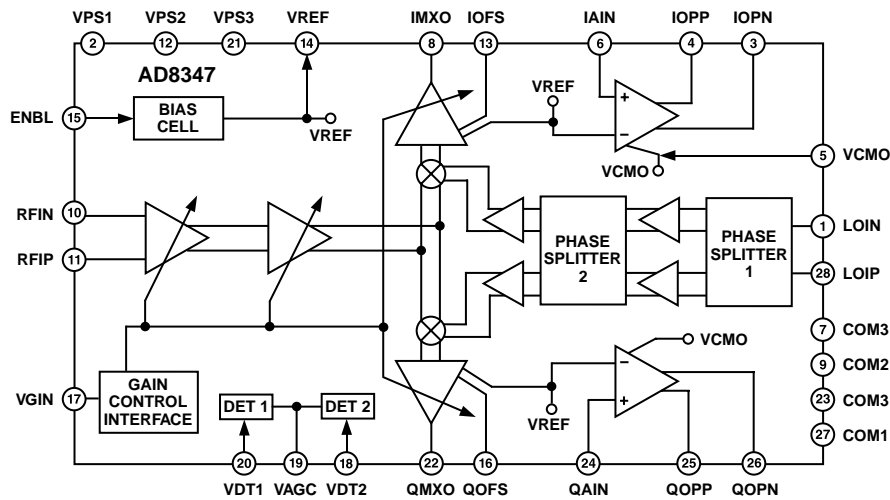 VPS1 VPS2 VPS3 VREF IMXO IOFS IAIN IOPP IOPN
2 12 21 14 8 13 6 4 3
AD8347
ENBL 15
BIAS
CELL
VREF
VREF
+
−
VCMO
5 VCMO
RFIN 10
RFIP 11
PHASE
SPLITTER
2
PHASE
SPLITTER
1
1 LOIN
28 LOIP
7 COM3
9 COM2
23 COM3
27 COM1
VGIN 17
GAIN
CONTROL
INTERFACE
DET 1
DET 2
VREF
−
+
VCMO
20 19 18 22 16 24 25 26
VDT1 VAGC VDT2 QMXO QOFS QAIN QOPP QOPN